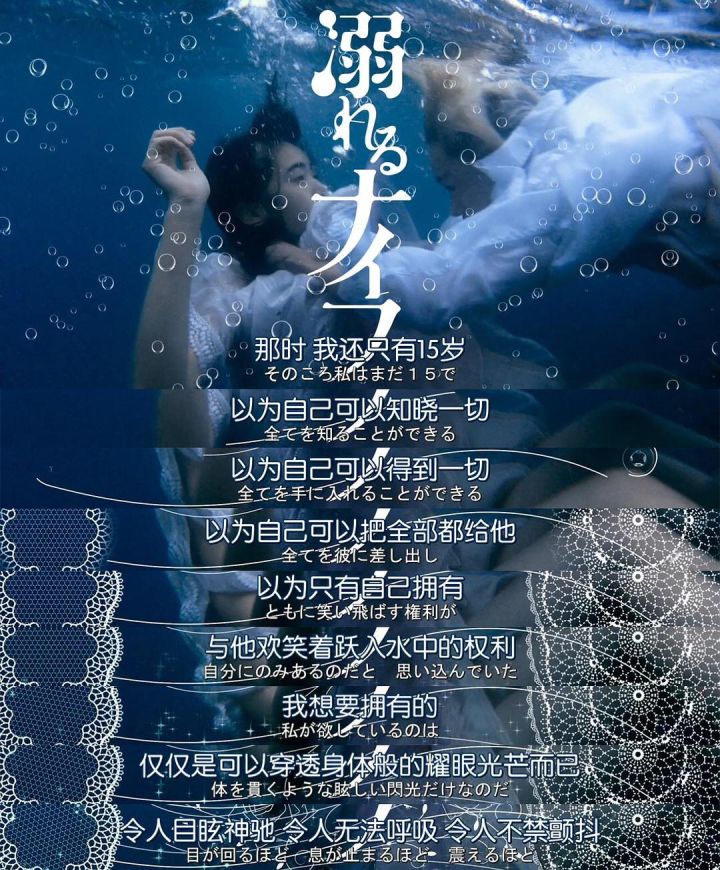 溺れるナイフ
那时 我还只有15岁
そのころ私はまだ１５で
以为自己可以知晓一切
全てを知ることができる
以为自己可以得到一切
全てを手に入れることができる
以为自己可以把全部都给他
全てを彼に差し出し
以为只有自己拥有
ともに笑い飛ばす権利が
与他欢笑着跃入水中的权利
自分にのみあるのだと　思い込んでいた
我想要拥有的
私が欲しているのは
仅仅是可以穿透身体般的耀眼光芒而已
体を貫くような眩しい閃光だけなのだ
令人目眩神驰 令人无法呼吸 令人不禁颤抖
目が回るほど　息が止まるほど　震えるほど